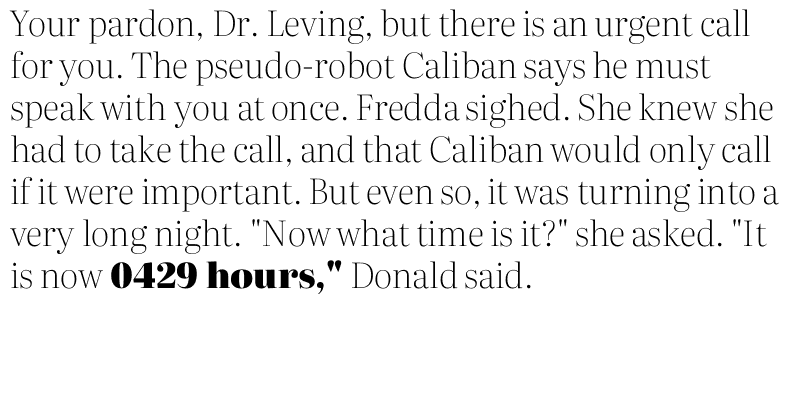 Your pardon, Dr. Leving, but there is an urgent call
for you. The pseudo-robot Caliban says he must
speak with you at once. Fredda sighed. She knew she
had to take the call, and that Caliban would only call
if it were important. But even so, it was turning into a
very long night. "Now what time is it?" she asked. "It
is now 0429 hours," Donald said.